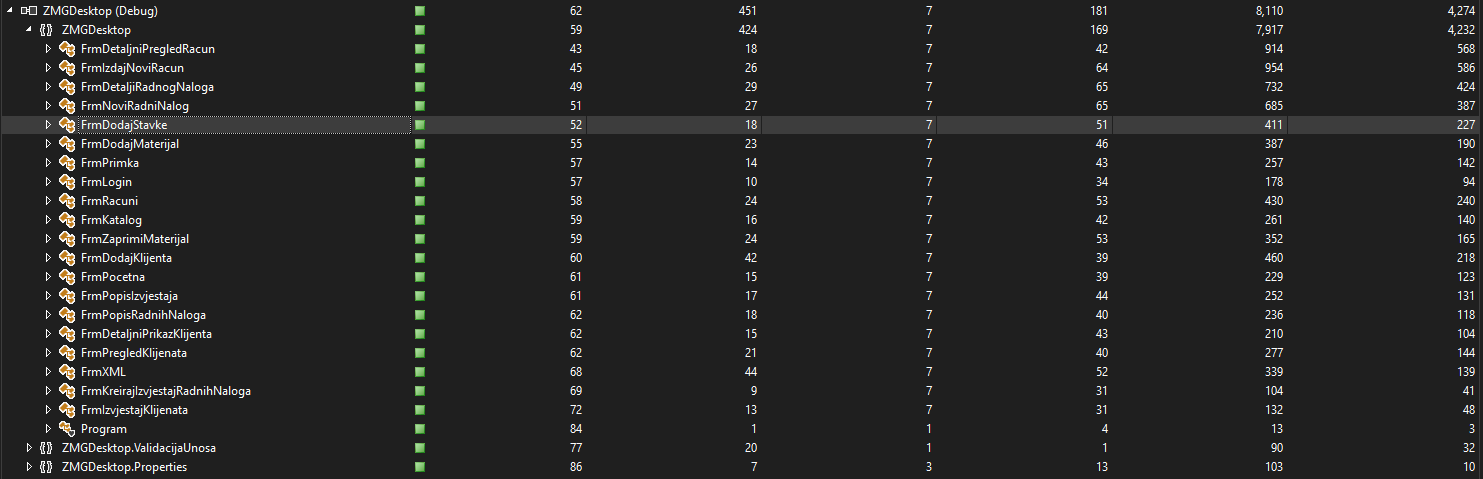 ZMGDesktop (Debug) 62 451 7 181 8,110 4,274
ZMGDesktop 59 424 7 169 7,917 4,232
FrmDetaljniPregledRacun 43 18 7 42 914 568
FrmIzdajNoviRacun 45 26 7 64 954 586
FrmDetaljiRadnogNaloga 49 29 7 65 732 424
FrmNoviRadniNalog 51 27 7 65 685 387
FrmDodajStavke 52 18 7 51 411 227
FrmDodajMaterijal 55 23 7 46 387 190
FrmPrimka 57 14 7 43 257 142
FrmLogin 57 10 7 34 178 94
FrmRacuni 58 24 7 53 430 240
FrmKatalog 59 16 7 42 261 140
FrmZaprimiMaterijal 59 24 7 53 352 165
FrmDodajKlijenta 60 42 7 39 460 218
FrmPocetna 61 15 7 39 229 123
FrmPopisIzvjestaja 61 17 7 44 252 131
FrmPopisRadnihNaloga 62 18 7 40 236 118
FrmDetaljniPrikazKlijenta 62 15 7 43 210 104
FrmPregledKlijenata 62 21 7 40 277 144
FrmXML 68 44 7 52 339 139
FrmKreirajIzvjestajRadnihNaloga 69 9 7 31 104 41
FrmIzvjestajKlijenata 72 13 7 31 132 48
Program 84 1 1 4 13 3
ZMGDesktop.ValidacijaUnosa 77 20 1 1 90 32
ZMGDesktop.Properties 86 7 3 13 103 10